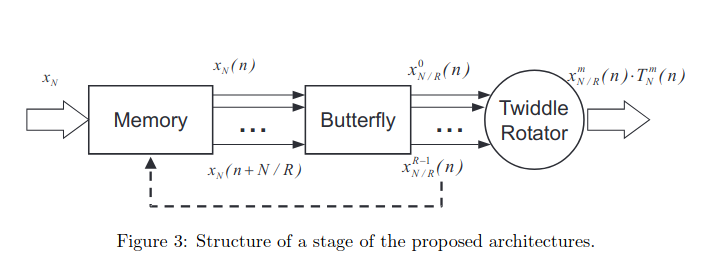 x_N
x_N(n)
x^0_{N/R}(n)
x^m_{N/R}(n)·T^m_N(n)
Memory
...
Butterfly
...
Twiddle
Rotator
x_N(n+N/R)
x^{R-1}_{N/R}(n)
Figure 3: Structure of a stage of the proposed architectures.